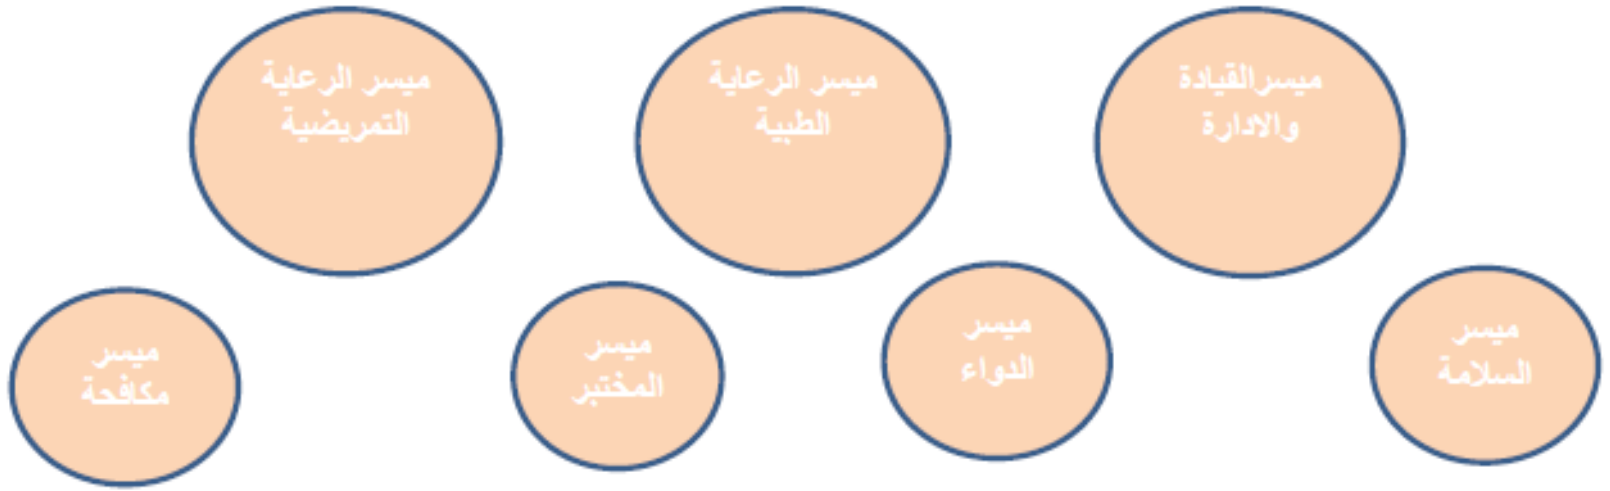 ميسرالقيادة
والادارة
ميسر الرعاية
الطبية
ميسر الرعاية
التمريضية
ميسر
السلامة
ميسر
الدواء
ميسر
المختبر
ميسر
مكافحة